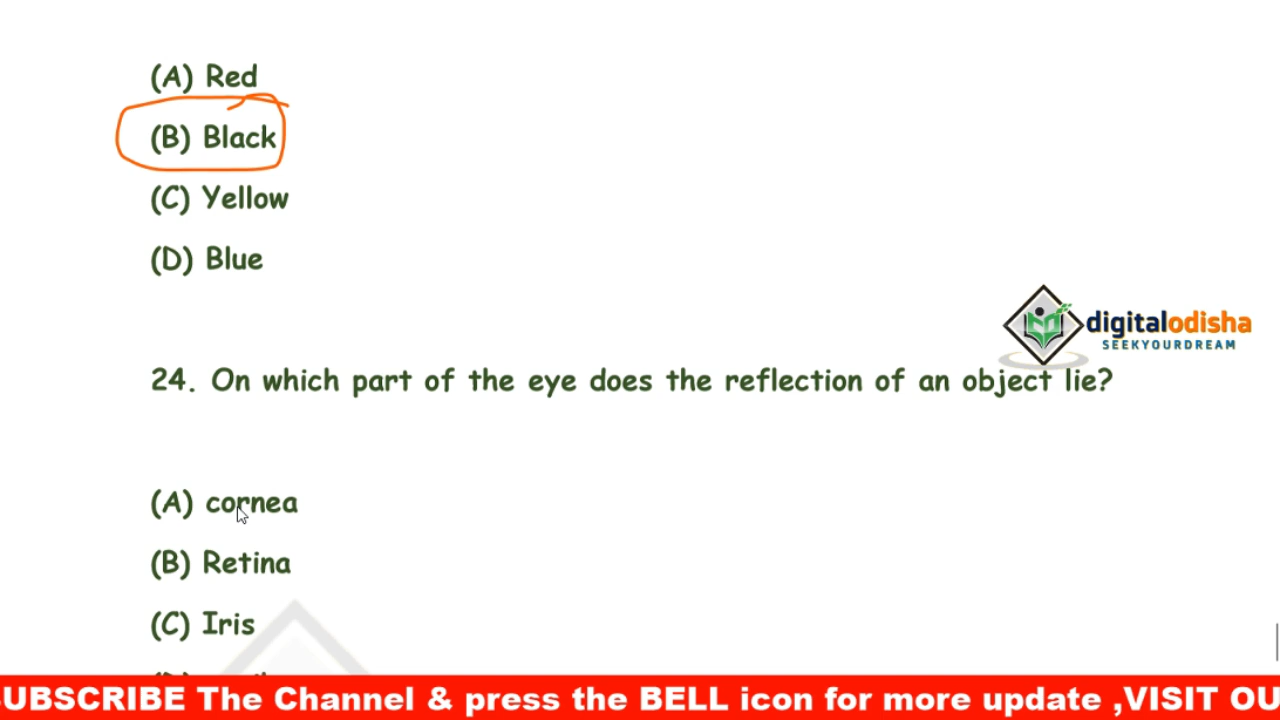 (A) Red
(B) Black
(C) Yellow
(D) Blue
digitalodisha
SEEKYOURDREAM
24. On which part of the eye does the reflection of an object lie?
(A) cornea
(B) Retina
(C) Iris
SUBSCRIBE The Channel & press the BELL icon for more update ,VISIT OU